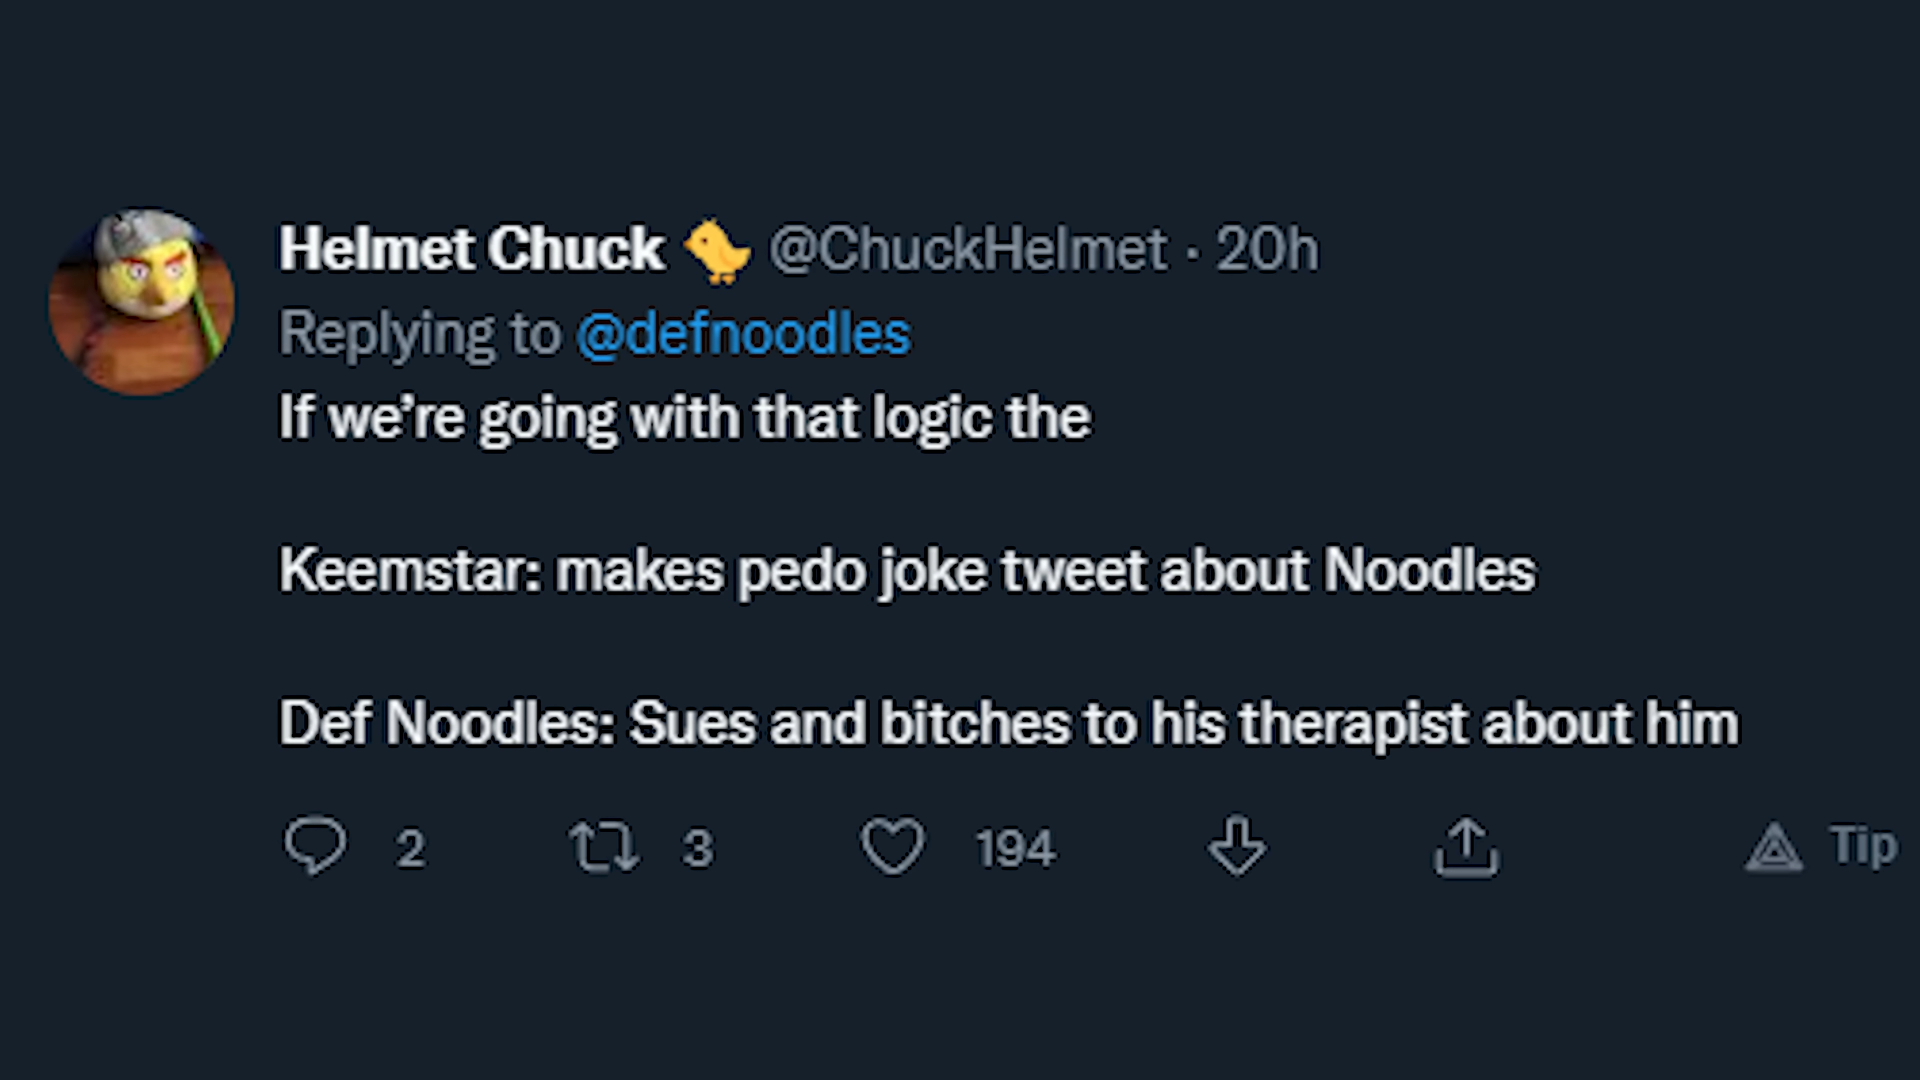 Helmet Chuck 🐤 @ChuckHelmet · 20h
Replying to @defnoodles
If we’re going with that logic the
Keemstar: makes pedo joke tweet about Noodles
Def Noodles: Sues and bitches to his therapist about him
2 3 194 Tip